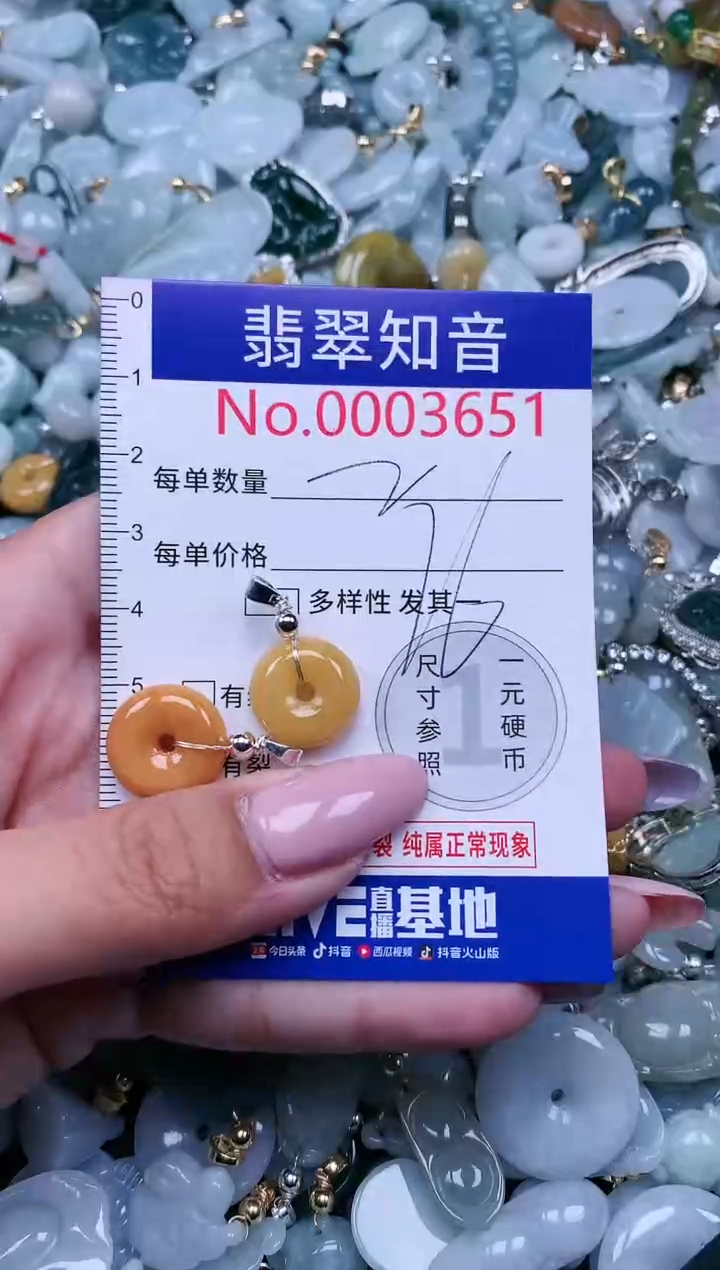 0
翡翠知音
1
No.0003651
2
每单数量
3
每单价格
4
多样性 发其一
5
有
有裂
尺寸参照
1
一元硬币
裂 纯属正常现象
直播基地
今日头条 抖音 西瓜视频 抖音火山版